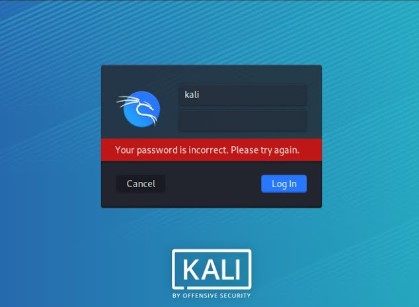 kali
Your password is incorrect. Please try again.
Cancel
Log In
KALI
BY OFFENSIVE SECURITY